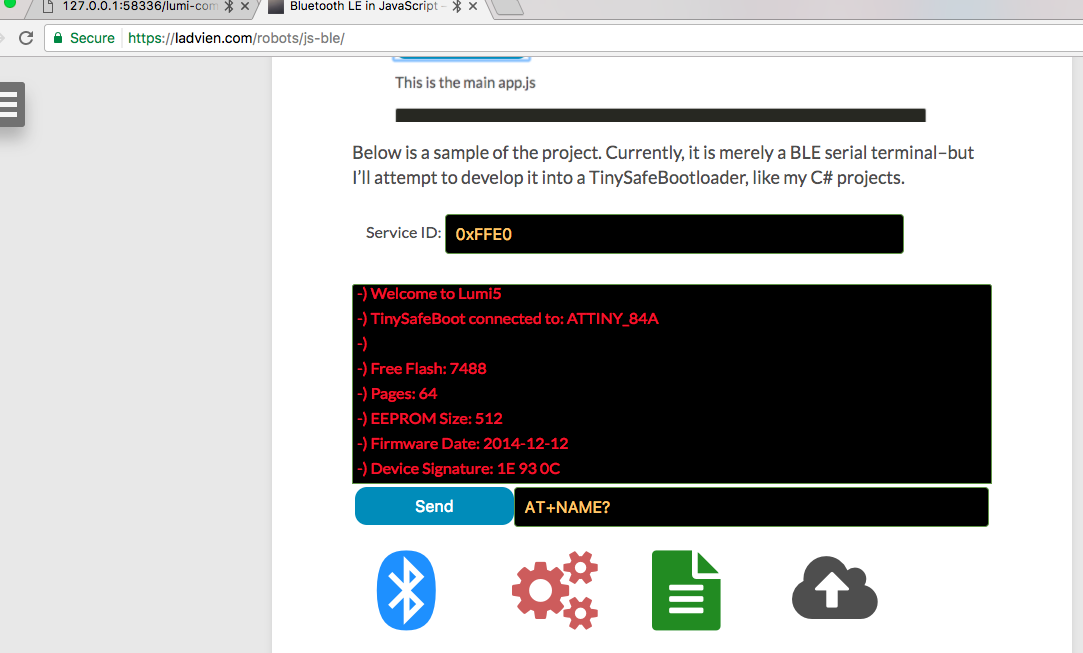 127.0.0.1:58336/lumi-com
Bluetooth LE in JavaScript -
Secure
https://ladvien.com/robots/js-ble/
This is the main app.js
Below is a sample of the project. Currently, it is merely a BLE serial terminal–but
I’ll attempt to develop it into a TinySafeBootloader, like my C# projects.
Service ID: 0xFFE0
-) Welcome to Lumi5
-) TinySafeBoot connected to: ATTINY_84A
-)
-) Free Flash: 7488
-) Pages: 64
-) EEPROM Size: 512
-) Firmware Date: 2014-12-12
-) Device Signature: 1E 93 0C
Send AT+NAME?